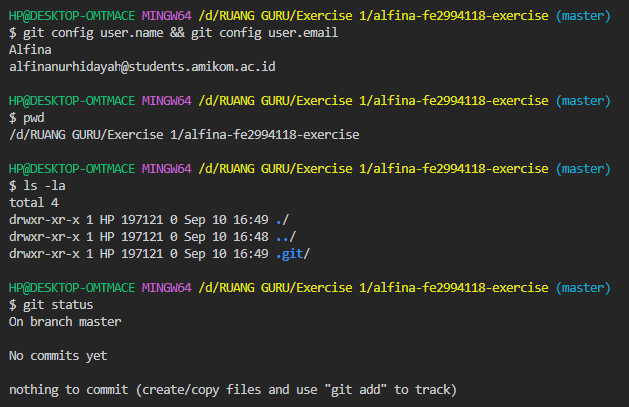 HP@DESKTOP-OMTMACE MINGW64 /d/RUANG GURU/Exercise 1/alfina-fe2994118-exercise (master)
$ git config user.name && git config user.email
Alfina
alfinanurhidayah@students.amikom.ac.id

HP@DESKTOP-OMTMACE MINGW64 /d/RUANG GURU/Exercise 1/alfina-fe2994118-exercise (master)
$ pwd
/d/RUANG GURU/Exercise 1/alfina-fe2994118-exercise

HP@DESKTOP-OMTMACE MINGW64 /d/RUANG GURU/Exercise 1/alfina-fe2994118-exercise (master)
$ ls -la
total 4
drwxr-xr-x 1 HP 197121 0 Sep 10 16:49 ./
drwxr-xr-x 1 HP 197121 0 Sep 10 16:48 ../
drwxr-xr-x 1 HP 197121 0 Sep 10 16:49 .git/

HP@DESKTOP-OMTMACE MINGW64 /d/RUANG GURU/Exercise 1/alfina-fe2994118-exercise (master)
$ git status
On branch master

No commits yet

nothing to commit (create/copy files and use "git add" to track)